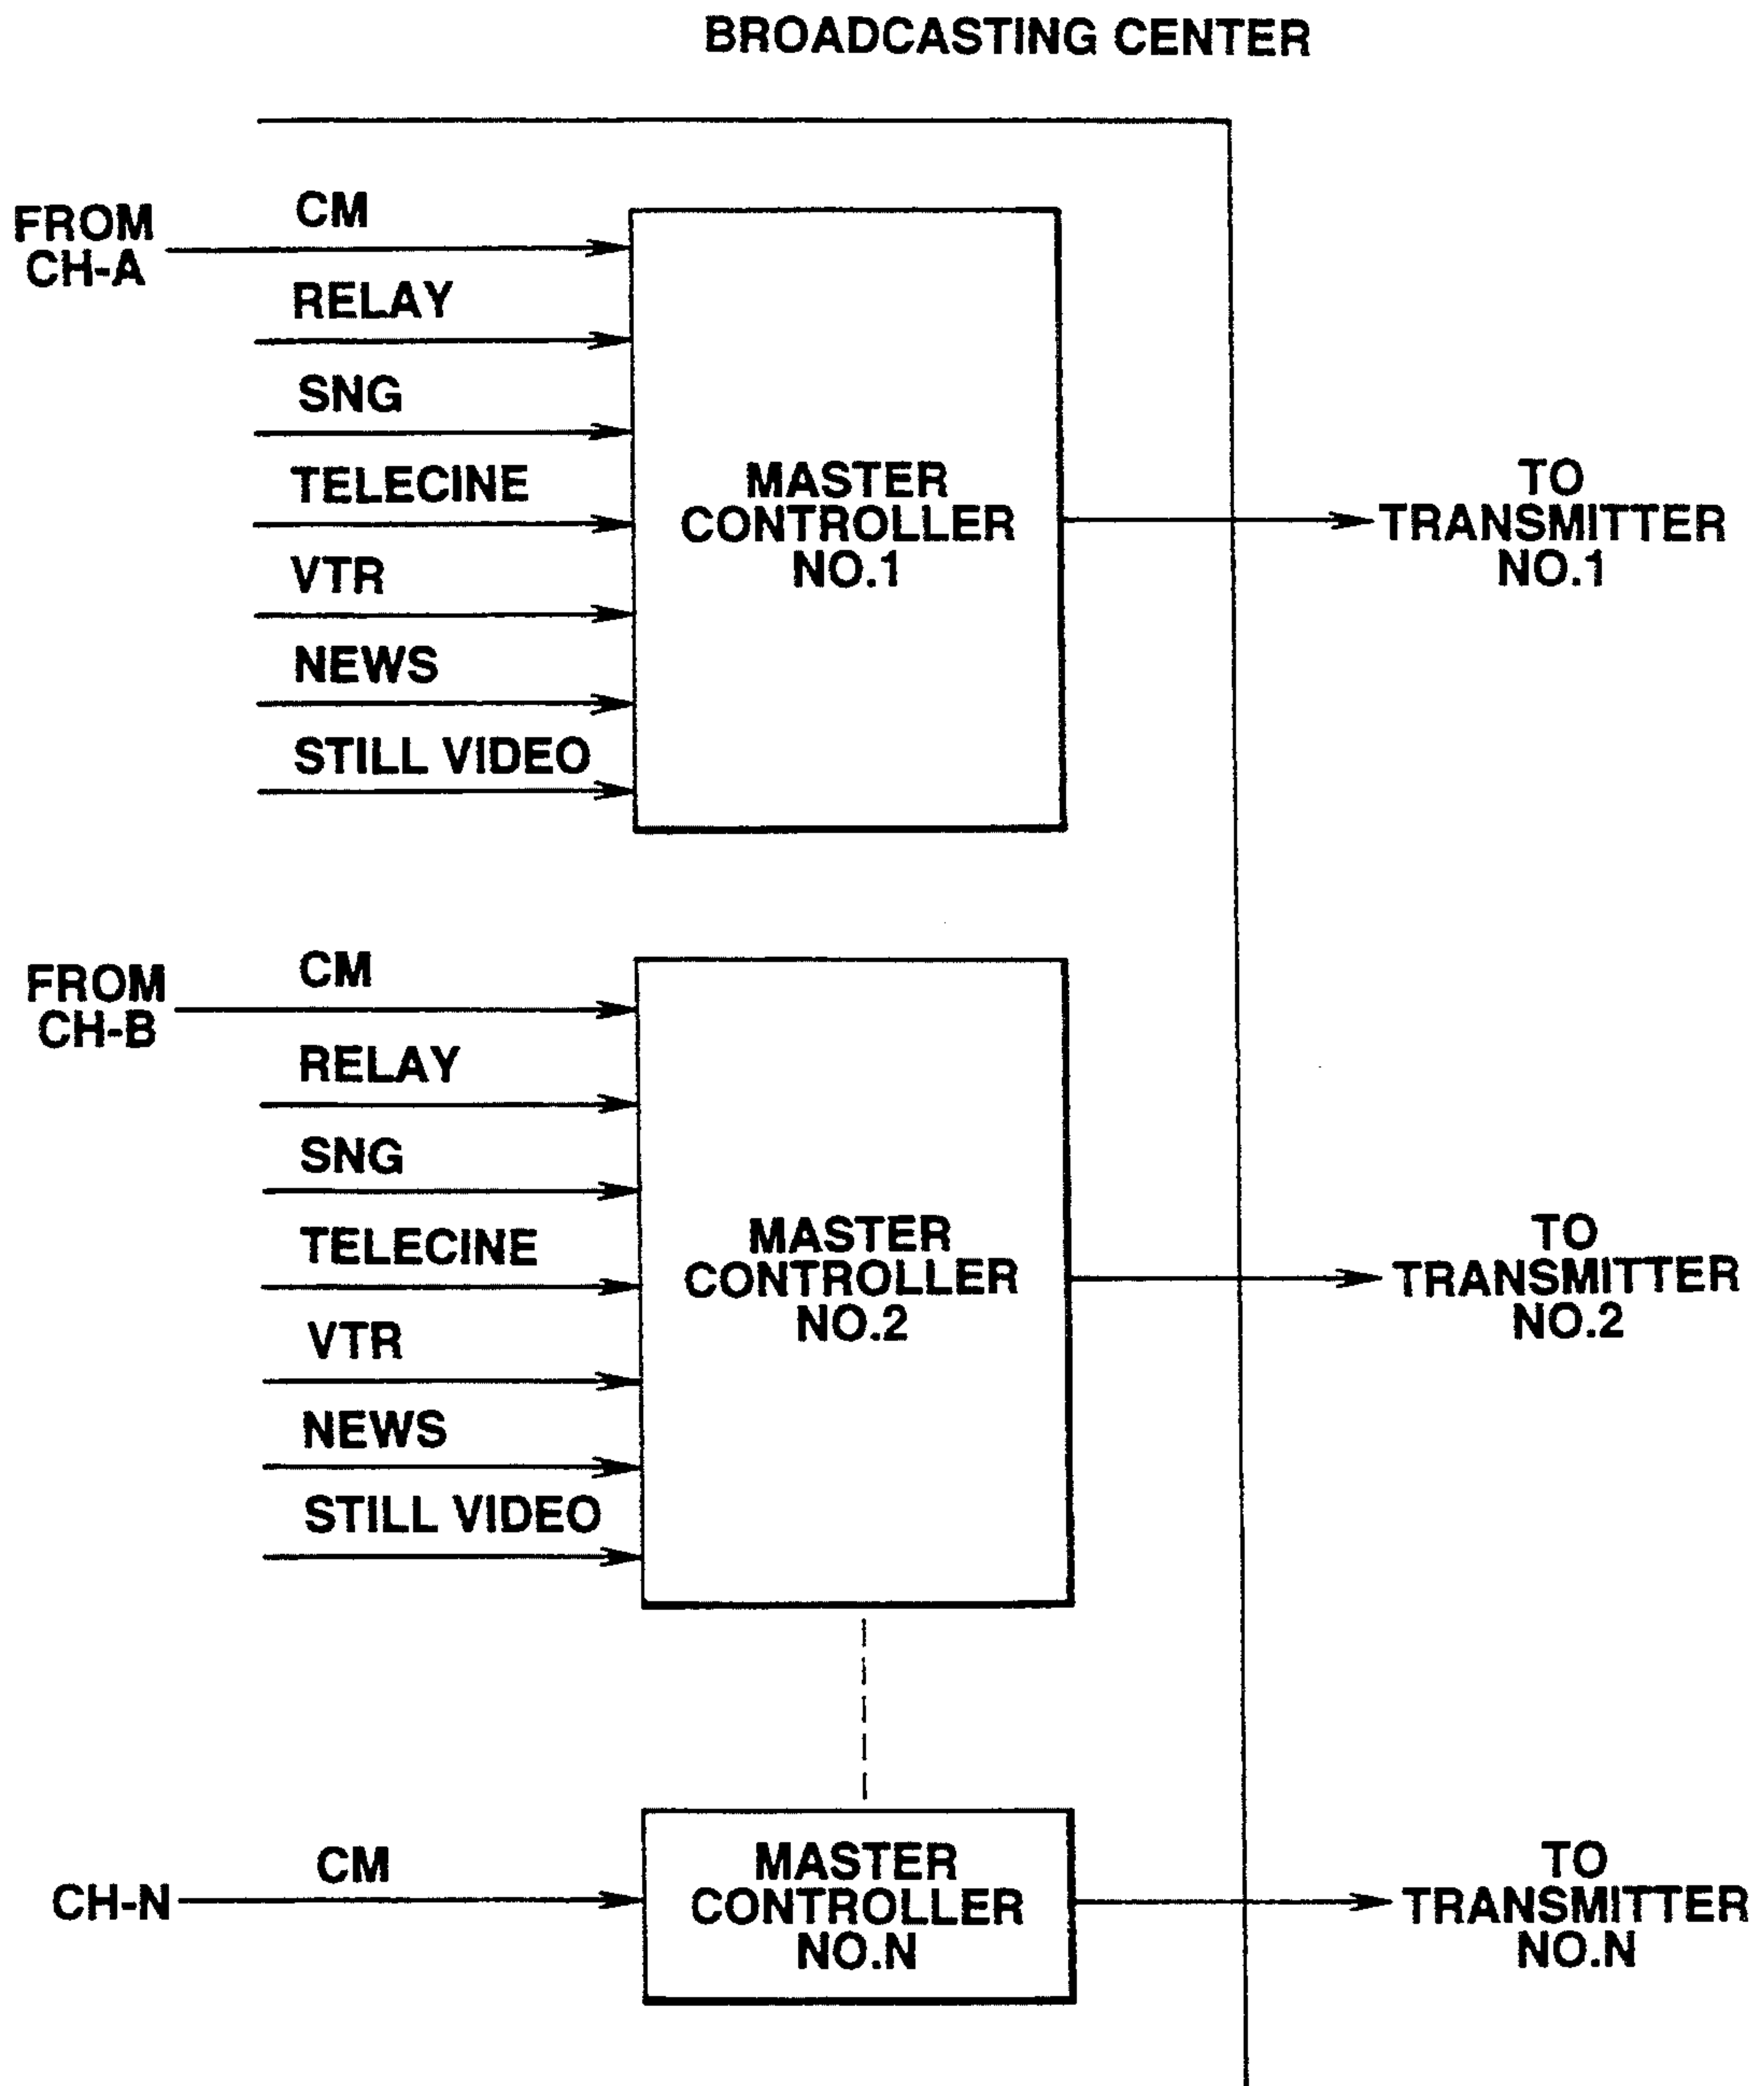 BROADCASTING CENTER
FROM
CH-A
CM
RELAY
SNG
TELECINE
VTR
NEWS
STILL VIDEO
MASTER
CONTROLLER
NO.1
TO
TRANSMITTER
NO.1
FROM
CH-B
CM
RELAY
SNG
TELECINE
VTR
NEWS
STILL VIDEO
MASTER
CONTROLLER
NO.2
TO
TRANSMITTER
NO.2
CH-N
CM
MASTER
CONTROLLER
NO.N
TO
TRANSMITTER
NO.N